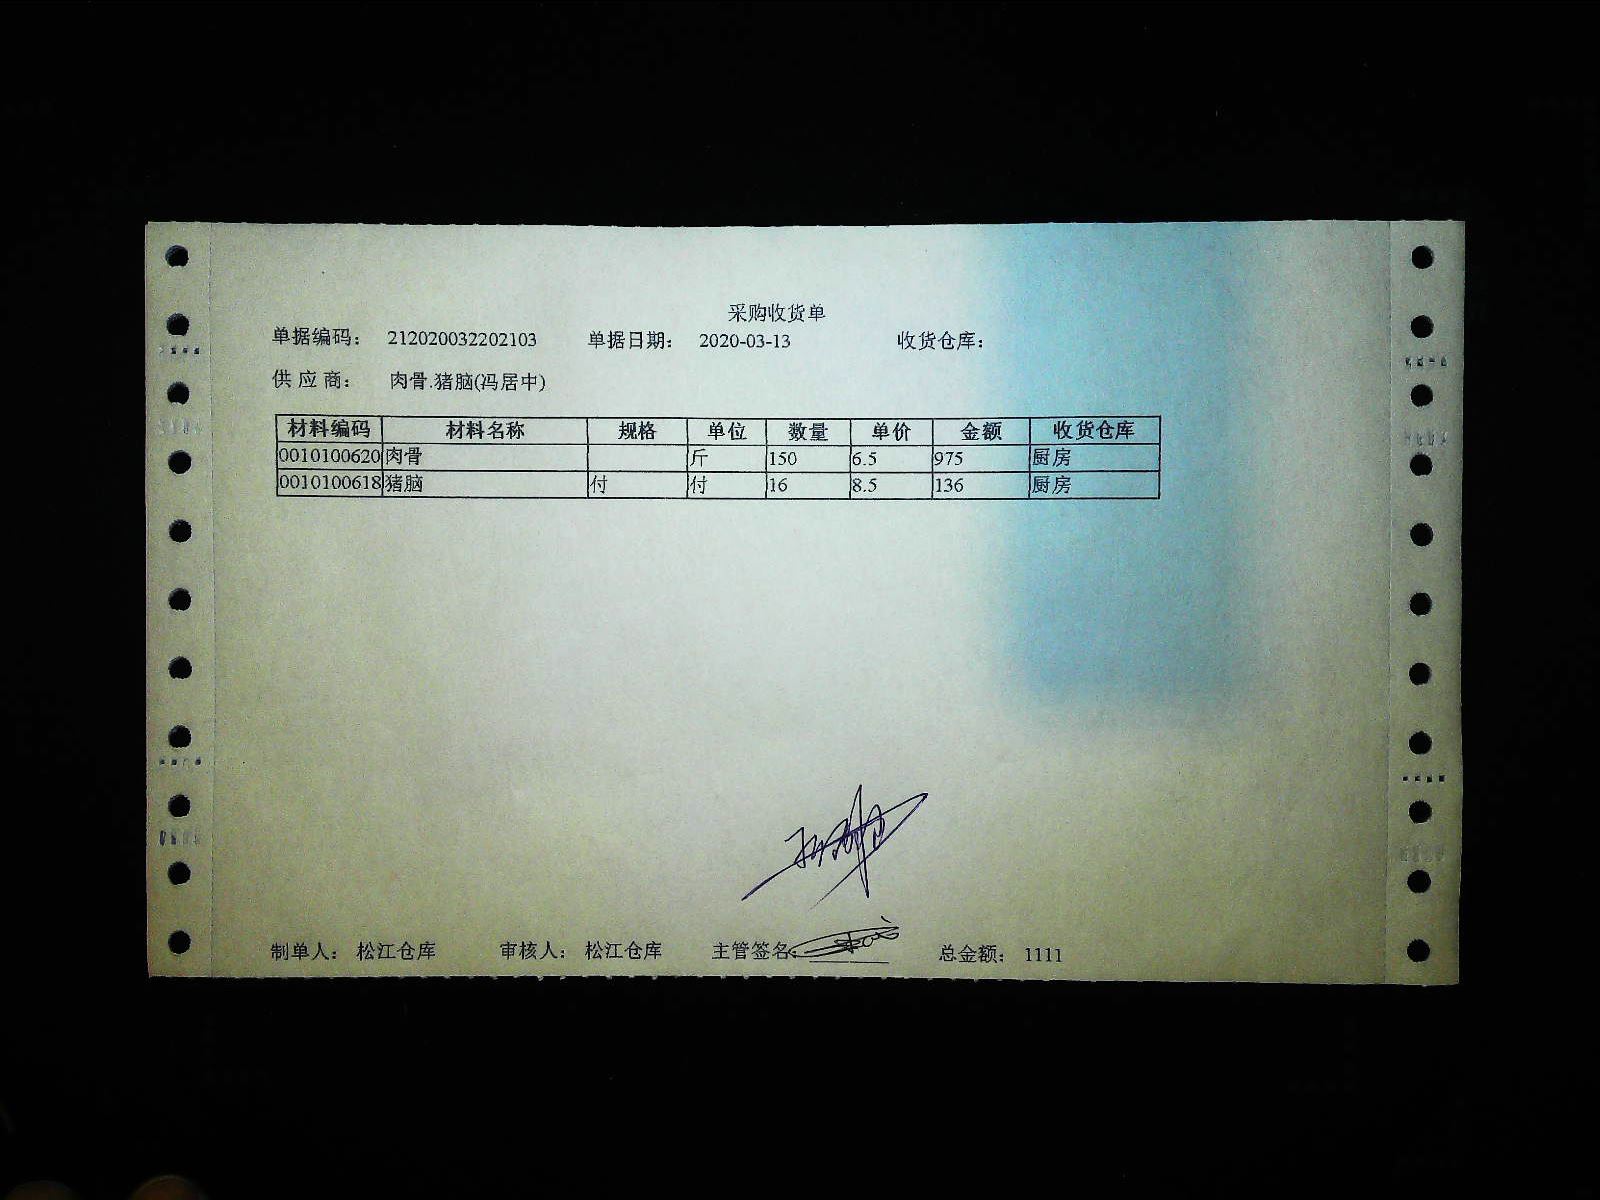 采购收货单
单据编码： 212020032202103 单据日期： 2020-03-13 收货仓库：
供 应 商： 肉骨.猪脑(冯居中)
材料编码 材料名称 规格 单位 数量 单价 金额 收货仓库
0010100620 肉骨 斤 150 6.5 975 厨房
0010100618 猪脑 付 付 16 8.5 136 厨房
制单人： 松江仓库 审核人： 松江仓库 主管签名： 总金额： 1111